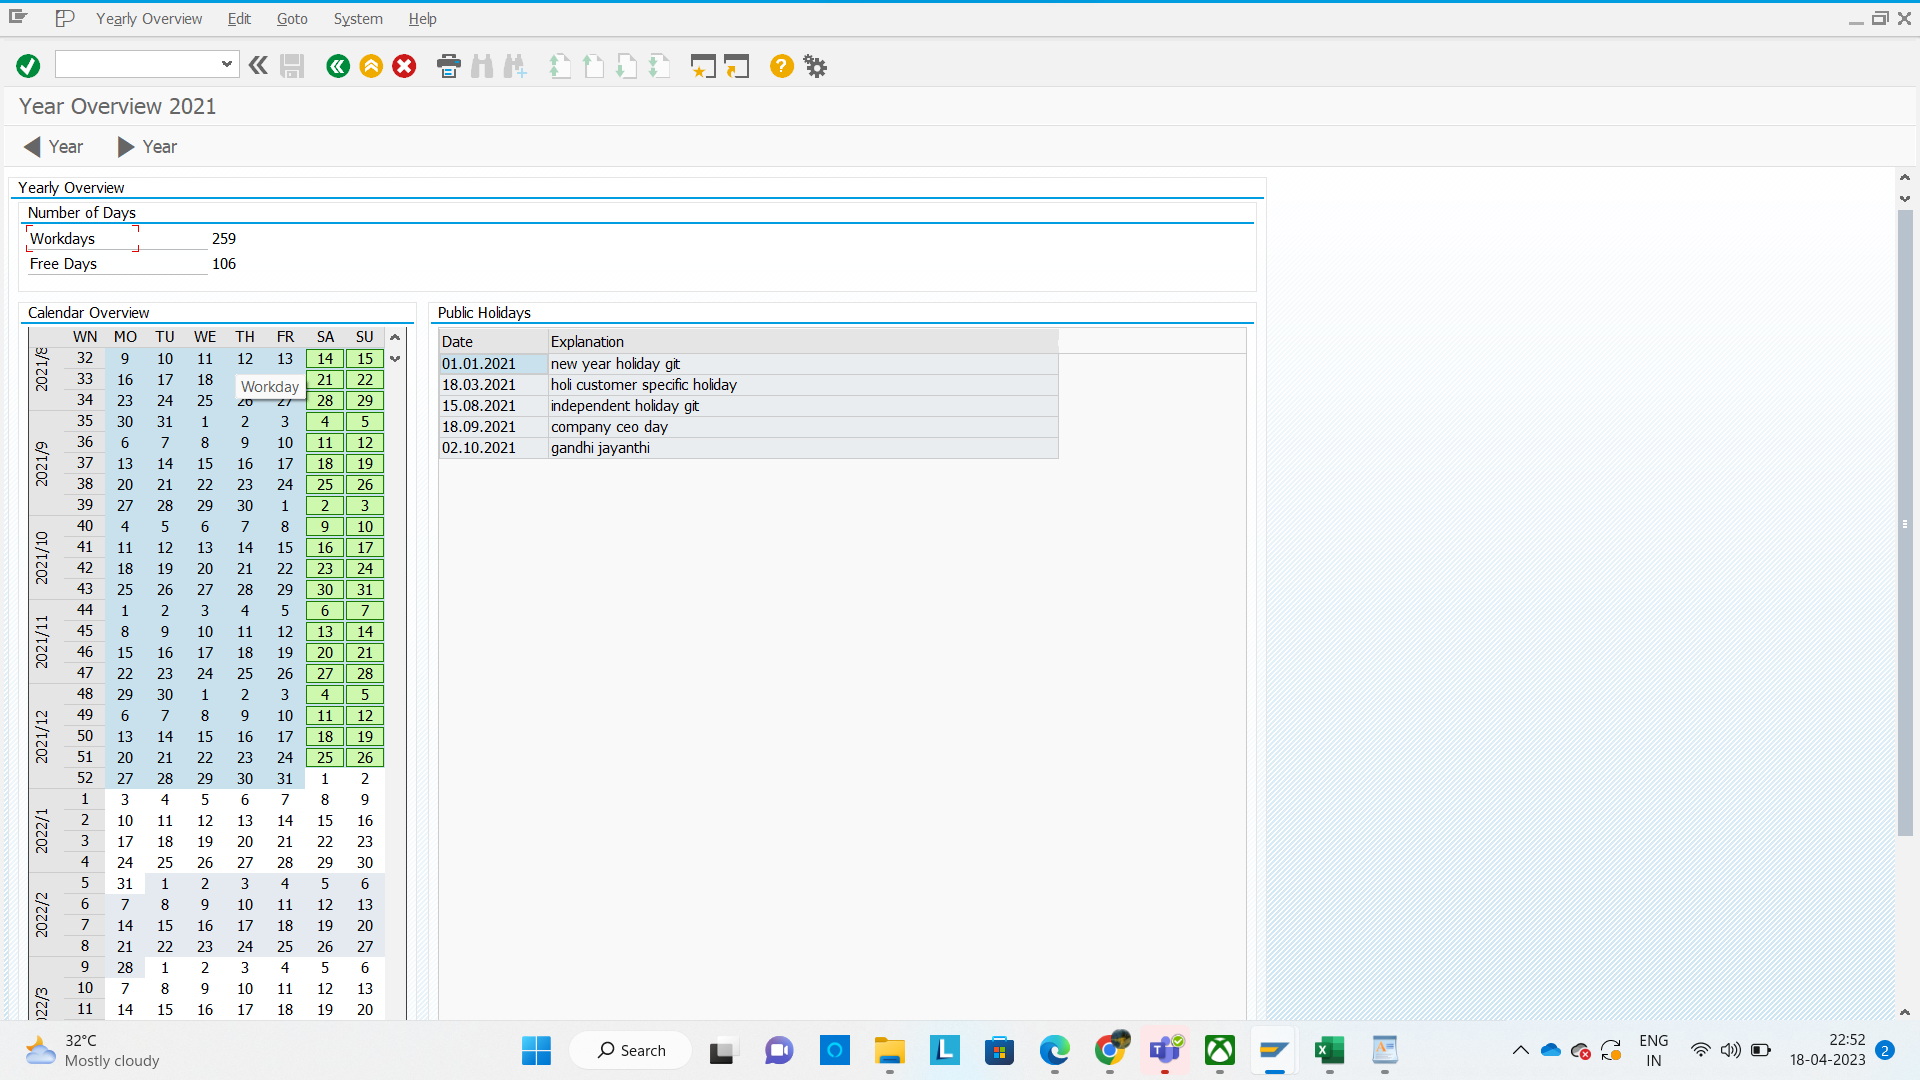 Yearly Overview Edit Goto System Help
Year Overview 2021
Year Year
Yearly Overview
Number of Days
Workdays 259
Free Days 106
Calendar Overview
WN MO TU WE TH FR SA SU
2021/8
32 9 10 11 12 13 14 15
33 16 17 18 21 22
Workday
34 23 24 25 26 27 28 29
35 30 31 1 2 3 4 5
2021/9
36 6 7 8 9 10 11 12
37 13 14 15 16 17 18 19
38 20 21 22 23 24 25 26
39 27 28 29 30 1 2 3
2021/10
40 4 5 6 7 8 9 10
41 11 12 13 14 15 16 17
42 18 19 20 21 22 23 24
43 25 26 27 28 29 30 31
2021/11
44 1 2 3 4 5 6 7
45 8 9 10 11 12 13 14
46 15 16 17 18 19 20 21
47 22 23 24 25 26 27 28
2021/12
48 29 30 1 2 3 4 5
49 6 7 8 9 10 11 12
50 13 14 15 16 17 18 19
51 20 21 22 23 24 25 26
52 27 28 29 30 31 1 2
2022/1
1 3 4 5 6 7 8 9
2 10 11 12 13 14 15 16
3 17 18 19 20 21 22 23
4 24 25 26 27 28 29 30
2022/2
5 31 1 2 3 4 5 6
6 7 8 9 10 11 12 13
7 14 15 16 17 18 19 20
8 21 22 23 24 25 26 27
022/3
9 28 1 2 3 4 5 6
10 7 8 9 10 11 12 13
11 14 15 16 17 18 19 20
Public Holidays
Date Explanation
01.01.2021 new year holiday git
18.03.2021 holi customer specific holiday
15.08.2021 independent holiday git
18.09.2021 company ceo day
02.10.2021 gandhi jayanthi
32°C
Mostly cloudy
Search
ENG
IN
22:52
18-04-2023
2